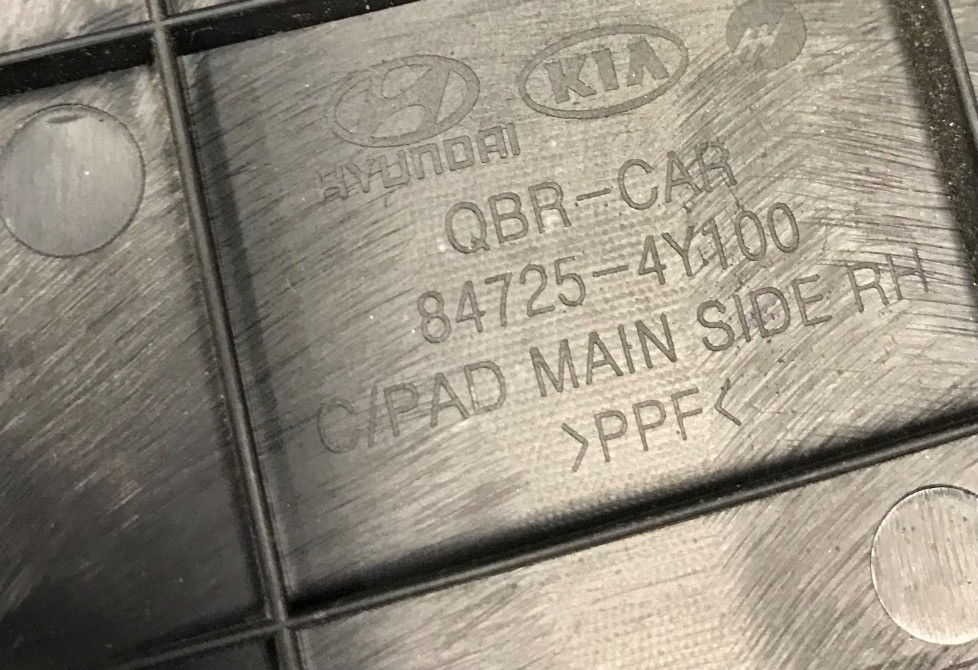 KIA
HYUNDAI
QBR-CAR
84725-4Y100
C/PAD MAIN SIDE RH
>PPF<